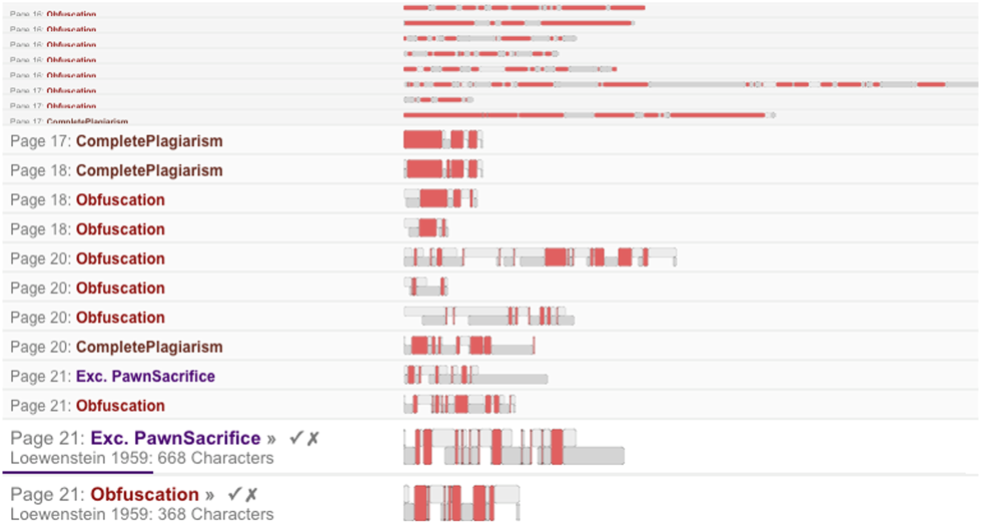 Page 16: Obfuscation
Page 16: Obfuscation
Page 16: Obfuscation
Page 16: Obfuscation
Page 16: Obfuscation
Page 17: Obfuscation
Page 17: Obfuscation
Page 17: CompletePlagiarism
Page 17: CompletePlagiarism
Page 18: CompletePlagiarism
Page 18: Obfuscation
Page 18: Obfuscation
Page 20: Obfuscation
Page 20: Obfuscation
Page 20: Obfuscation
Page 20: CompletePlagiarism
Page 21: Exc. PawnSacrifice
Page 21: Obfuscation
Page 21: Exc. PawnSacrifice » ✓✗
Loewenstein 1959: 668 Characters
Page 21: Obfuscation » ✓✗
Loewenstein 1959: 368 Characters